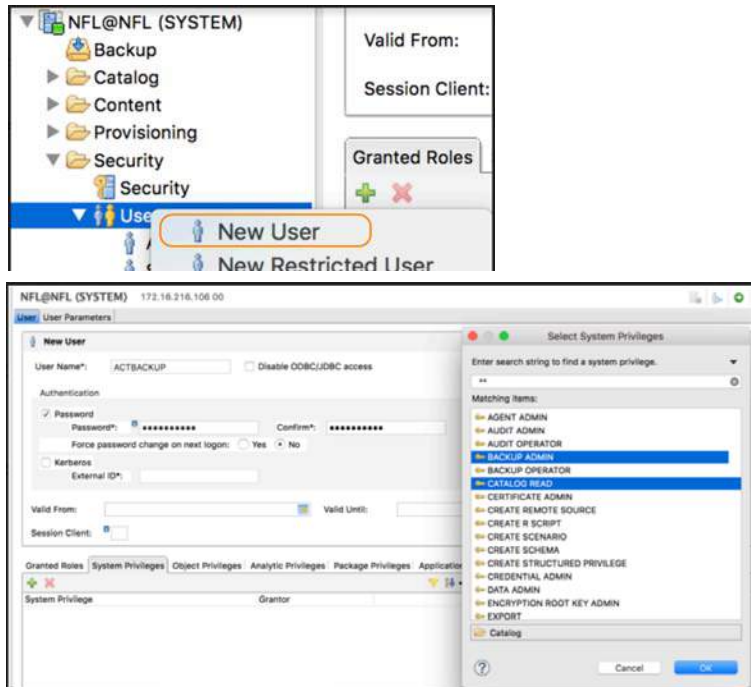 NFL@NFL (SYSTEM)
Backup
Catalog
Content
Provisioning
Security
Security
Use
New User
New Restricted User
Valid From:
Session Client:
Granted Roles
NFL@NFL (SYSTEM) 172.16.216.106 00
User User Parameters
New User
User Name*: ACTBACKUP Disable ODBC/JDBC access
Authentication
Password
Password*: •••••••••• Confirm*: ••••••••••
Force password change on next logon: Yes No
Kerberos
External ID*:
Valid From: Valid Until:
Session Client:
Granted Roles System Privileges Object Privileges Analytic Privileges Package Privileges Application
System Privilege Grantor
Select System Privileges
Enter search string to find a system privilege.
**
Matching items:
AGENT ADMIN
AUDIT ADMIN
AUDIT OPERATOR
BACKUP ADMIN
BACKUP OPERATOR
CATALOG READ
CERTIFICATE ADMIN
CREATE REMOTE SOURCE
CREATE R SCRIPT
CREATE SCENARIO
CREATE SCHEMA
CREATE STRUCTURED PRIVILEGE
CREDENTIAL ADMIN
DATA ADMIN
ENCRYPTION ROOT KEY ADMIN
EXPORT
Catalog
Cancel OK